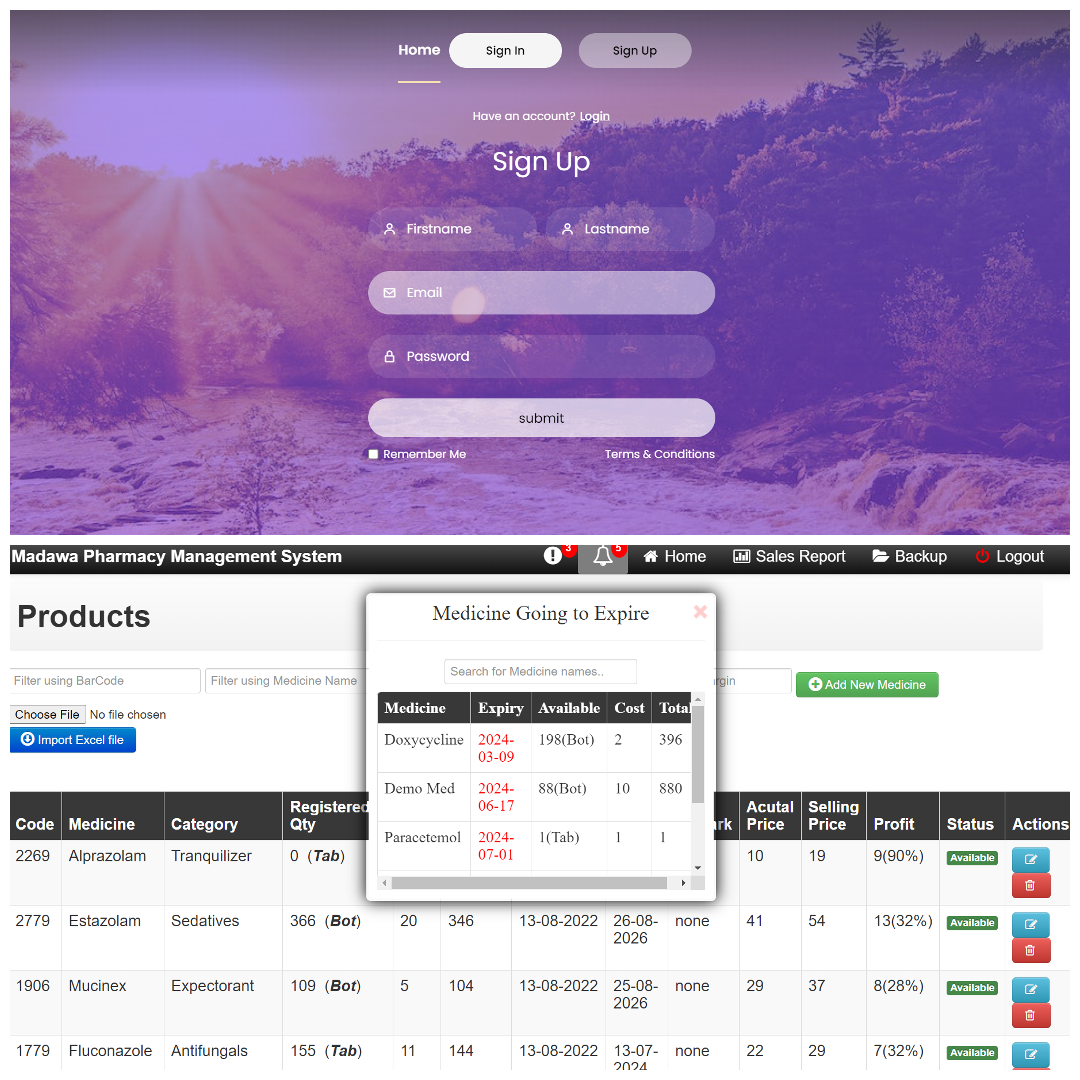 Home Sign In Sign Up
Have an account? Login
Sign Up
Firstname Lastname
Email
Password
submit
Remember Me Terms & Conditions
Madawa Pharmacy Management System 3 5 Home Sales Report Backup Logout
Products
Medicine Going to Expire
Search for Medicine names..
Filter using BarCode Filter using Medicine Name Add New Medicine
Choose File No file chosen
Import Excel file
Medicine Expiry Available Cost Total
Doxycycline 2024-03-09 198(Bot) 2 396
Demo Med 2024-06-17 88(Bot) 10 880
Paracetemol 2024-07-01 1(Tab) 1 1
Code Medicine Category Registered Qty Acutal Price Selling Price Profit Status Actions
2269 Alprazolam Tranquilizer 0 (Tab) 10 19 9(90%) Available
2779 Estazolam Sedatives 366 (Bot) 20 346 13-08-2022 26-08-2026 none 41 54 13(32%) Available
1906 Mucinex Expectorant 109 (Bot) 5 104 13-08-2022 25-08-2026 none 29 37 8(28%) Available
1779 Fluconazole Antifungals 155 (Tab) 11 144 13-08-2022 13-07-2024 none 22 29 7(32%) Available